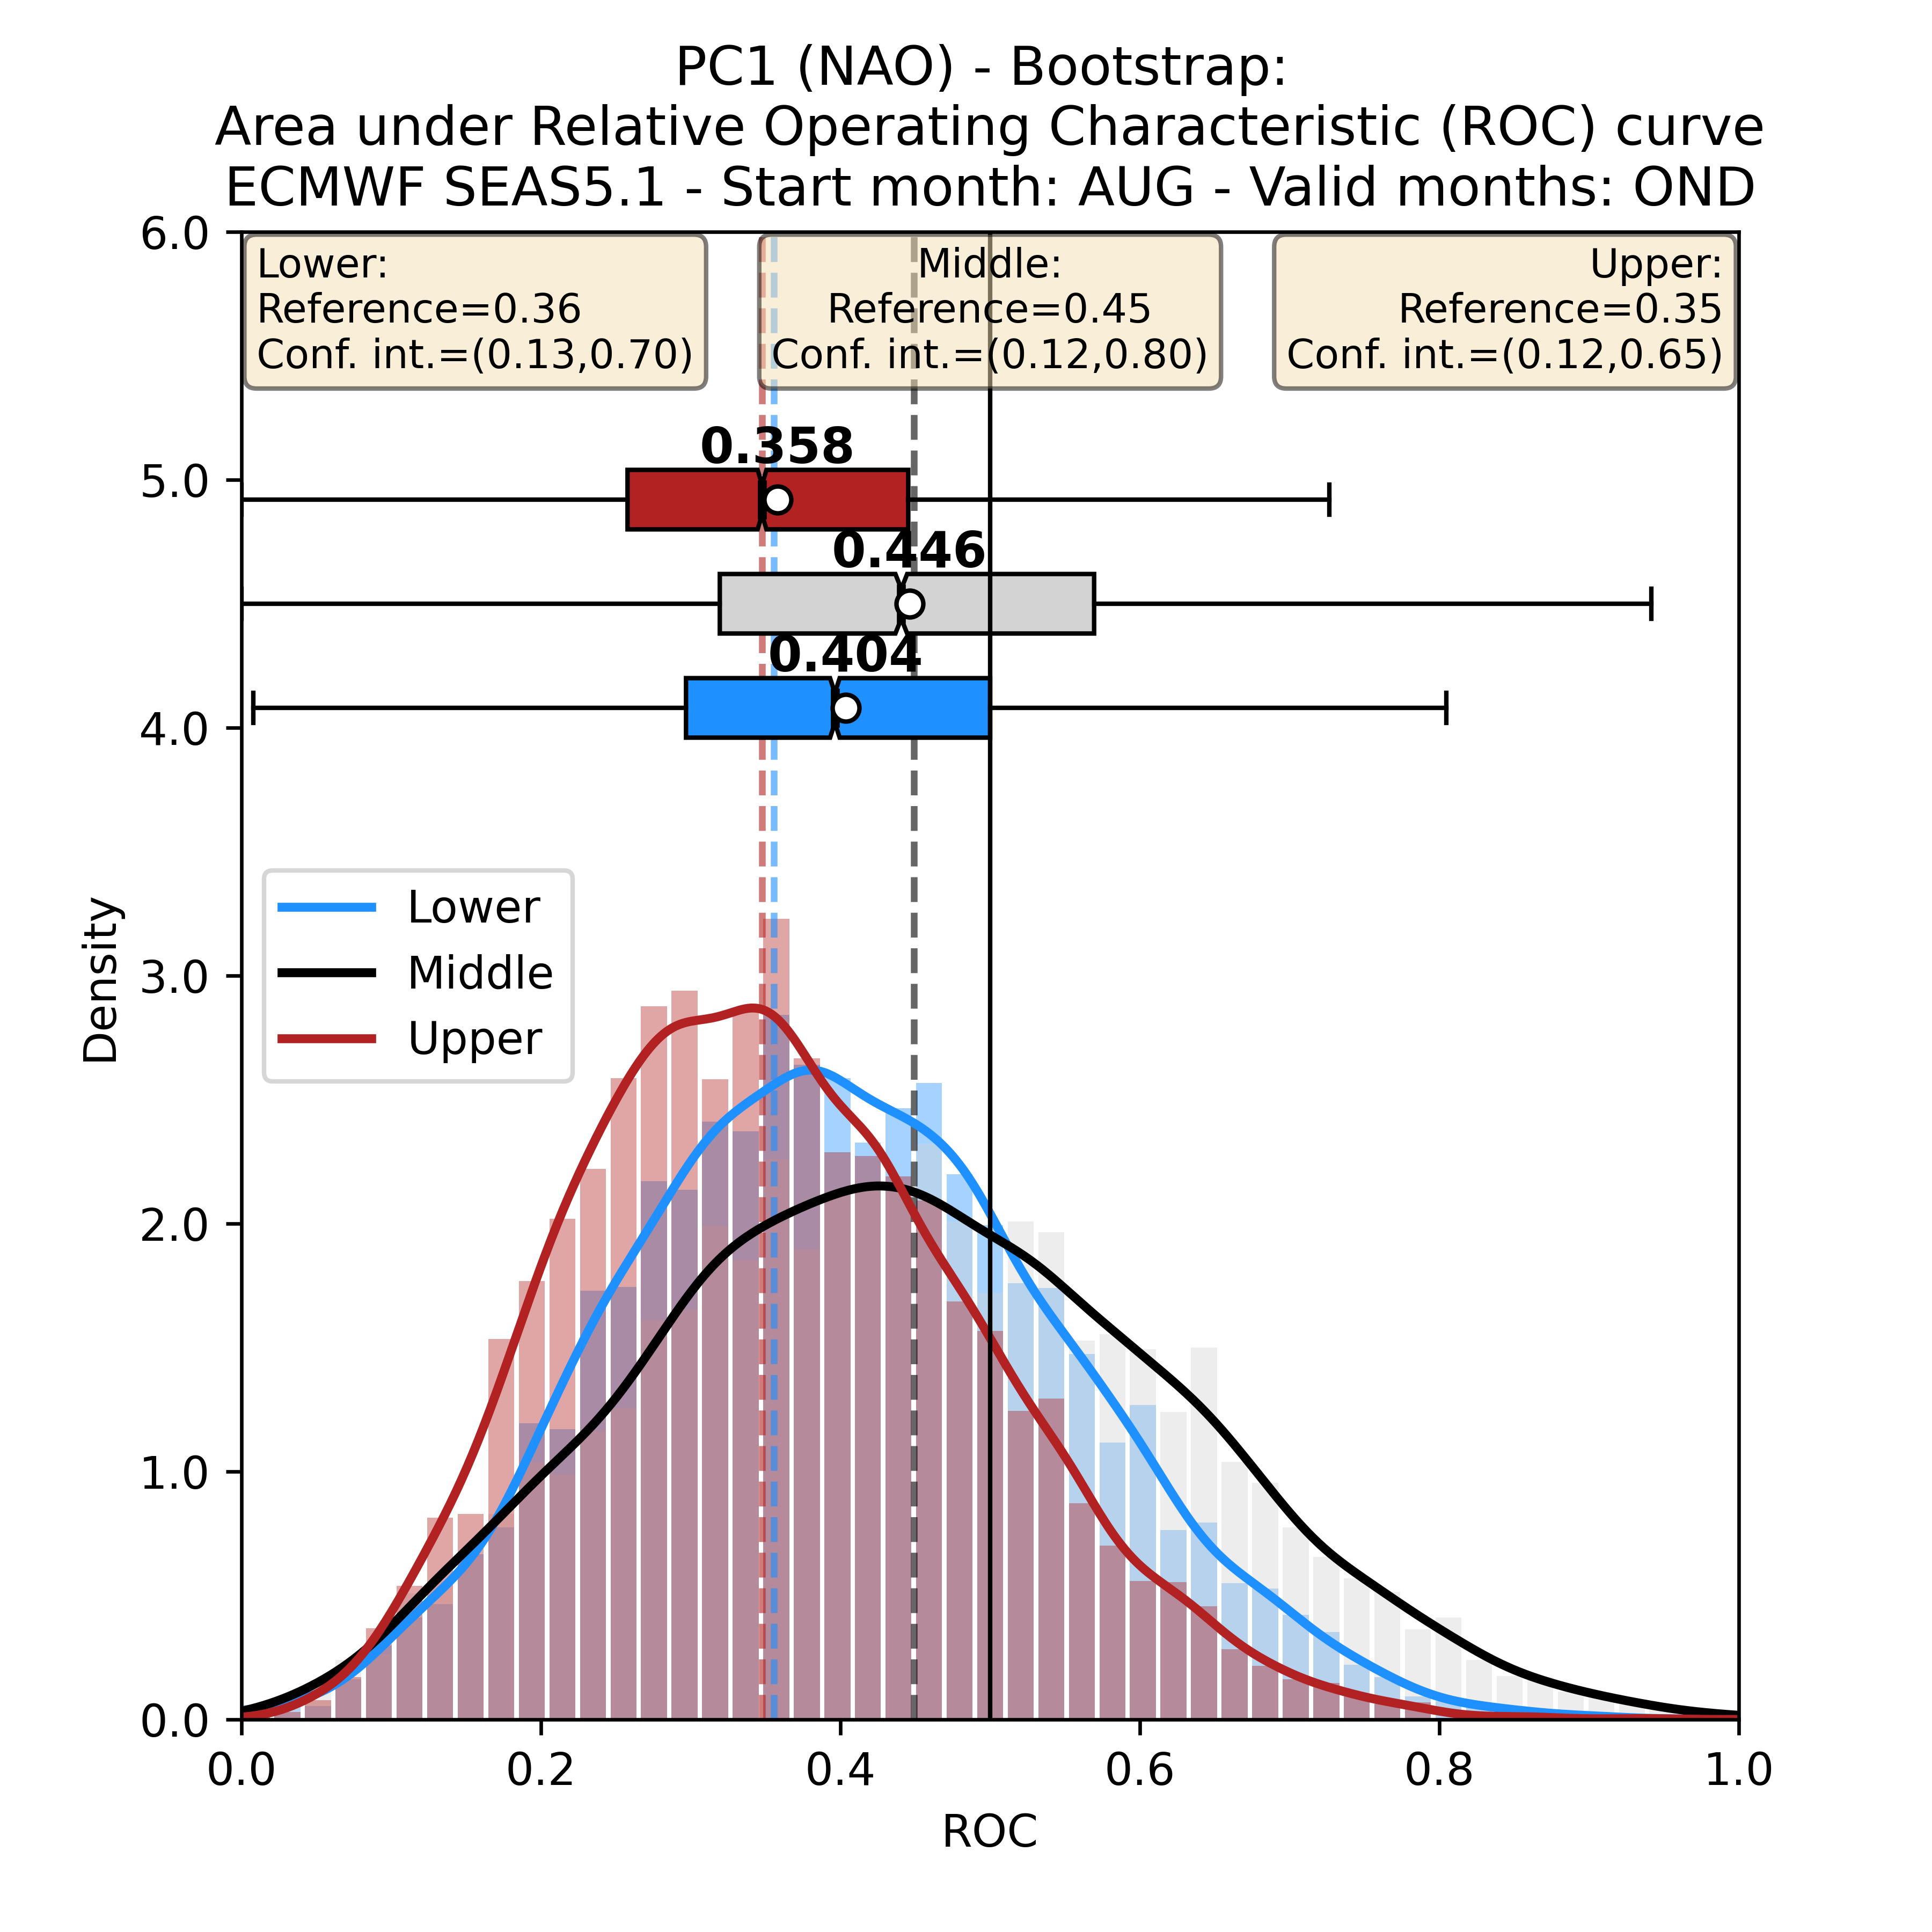 PC1 (NAO) - Bootstrap:
Area under Relative Operating Characteristic (ROC) curve
ECMWF SEAS5.1 - Start month: AUG - Valid months: OND
Lower:
Reference=0.36
Conf. int.=(0.13,0.70)
Middle:
Reference=0.45
Conf. int.=(0.12,0.80)
Upper:
Reference=0.35
Conf. int.=(0.12,0.65)
0.358
0.446
0.404
Lower
Middle
Upper
Density
6.0
5.0
4.0
3.0
2.0
1.0
0.0
0.0 0.2 0.4 0.6 0.8 1.0
ROC